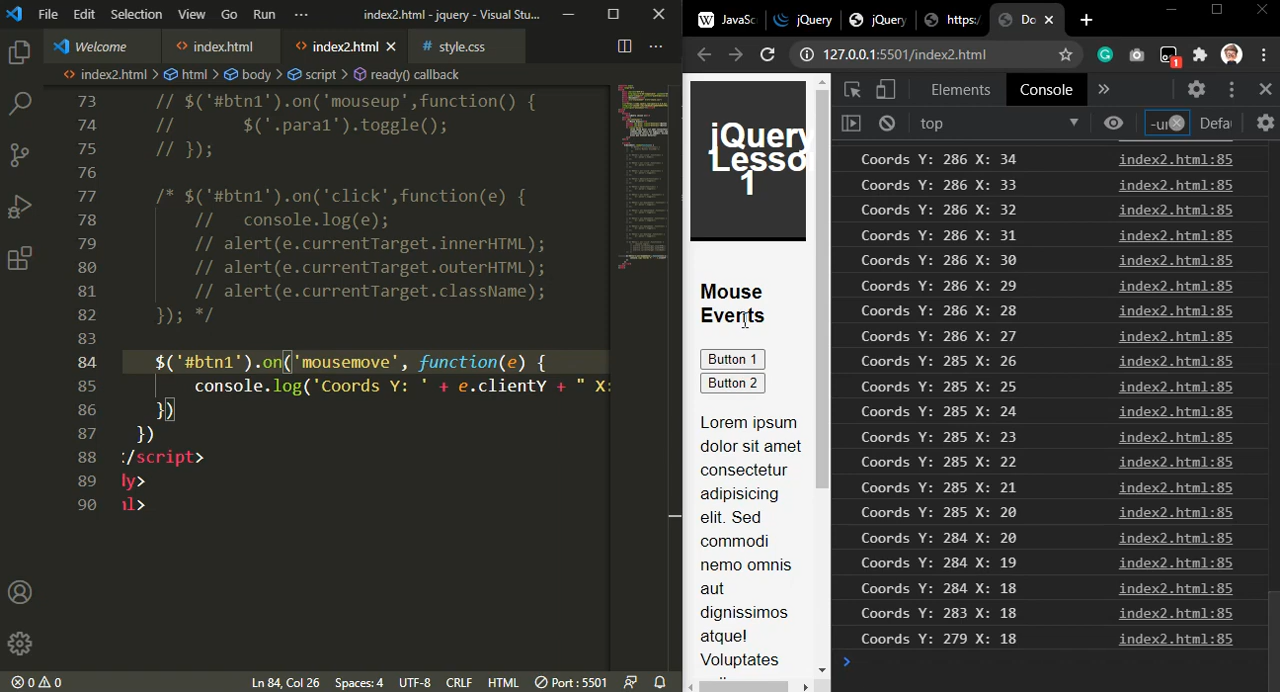 File Edit Selection View Go Run ··· index2.html - jquery - Visual Stu...
Welcome index.html index2.html style.css
index2.html > html > body > script > ready() callback
73 // $('#btn1').on('mouseup',function() {
74 //     $('.para1').toggle();
75 // });
76
77 /* $('#btn1').on('click',function(e) {
78 //   console.log(e);
79 // alert(e.currentTarget.innerHTML);
80 // alert(e.currentTarget.outerHTML);
81 // alert(e.currentTarget.className);
82 }); */
83
84 $('#btn1').on('mousemove', function(e) {
85 console.log('Coords Y: ' + e.clientY + " X:
86 })
87 })
88 :/script>
89 ly>
90 ıl>
0 0 Ln 84, Col 26 Spaces: 4 UTF-8 CRLF HTML Port : 5501
JavaSc jQuery jQuery https: Do
127.0.0.1:5501/index2.html
1
jQuery
Lesson
1
Mouse
Events
Button 1
Button 2
Lorem ipsum
dolor sit amet
consectetur
adipisicing
elit. Sed
commodi
nemo omnis
aut
dignissimos
atque!
Voluptates
Elements Console »
top -ur Defau
Coords Y: 286 X: 34 index2.html:85
Coords Y: 286 X: 33 index2.html:85
Coords Y: 286 X: 32 index2.html:85
Coords Y: 286 X: 31 index2.html:85
Coords Y: 286 X: 30 index2.html:85
Coords Y: 286 X: 29 index2.html:85
Coords Y: 286 X: 28 index2.html:85
Coords Y: 286 X: 27 index2.html:85
Coords Y: 285 X: 26 index2.html:85
Coords Y: 285 X: 25 index2.html:85
Coords Y: 285 X: 24 index2.html:85
Coords Y: 285 X: 23 index2.html:85
Coords Y: 285 X: 22 index2.html:85
Coords Y: 285 X: 21 index2.html:85
Coords Y: 285 X: 20 index2.html:85
Coords Y: 284 X: 20 index2.html:85
Coords Y: 284 X: 19 index2.html:85
Coords Y: 284 X: 18 index2.html:85
Coords Y: 283 X: 18 index2.html:85
Coords Y: 279 X: 18 index2.html:85
>